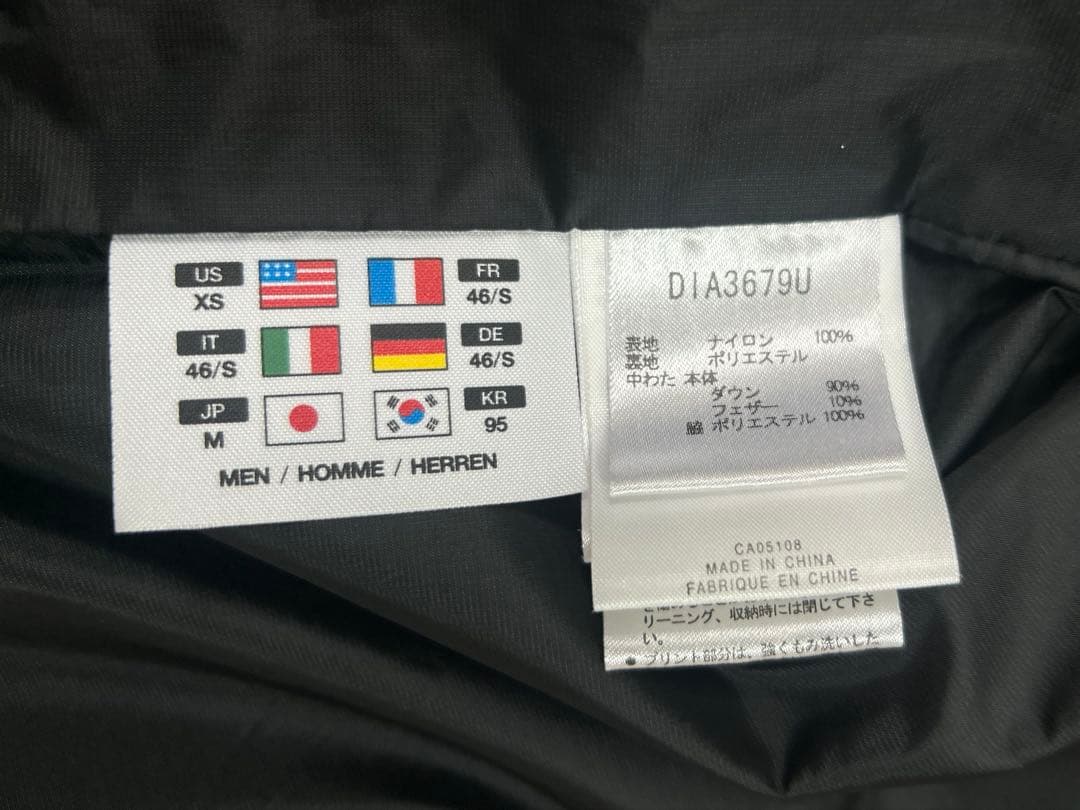 US
XS
FR
46/S
IT
46/S
DE
46/S
JP
M
KR
95
MEN / HOMME / HERREN
DIA3679U
表地 ナイロン 100%
裏地 ポリエステル
中わた 本体
ダウン 90%
フェザー 10%
脇 ポリエステル 100%
CA05108
MADE IN CHINA
FABRIQUE EN CHINE
リーニング、収納時には閉じて下さ
い。
● プリント部分は、強くもみ洗いした